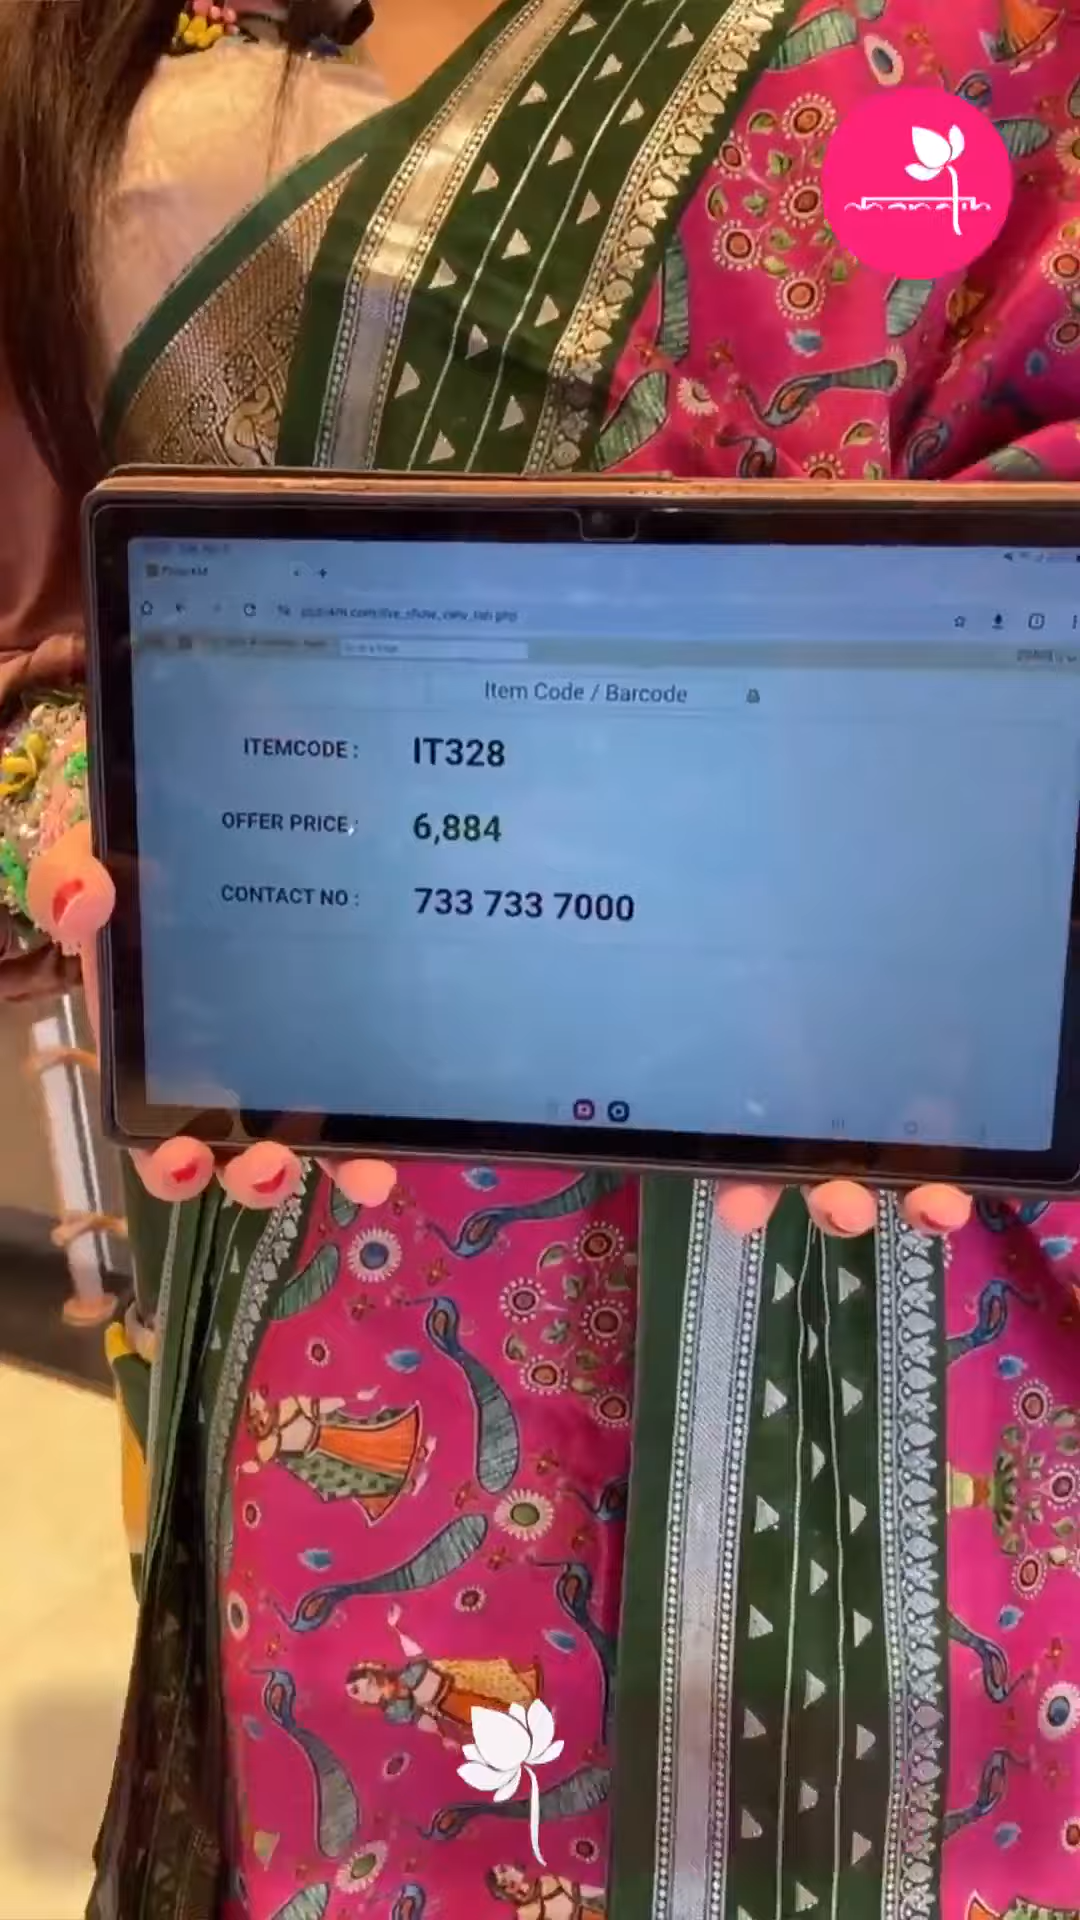 Item Code / Barcode
ITEMCODE : IT328
OFFER PRICE : 6,884
CONTACT NO : 733 733 7000